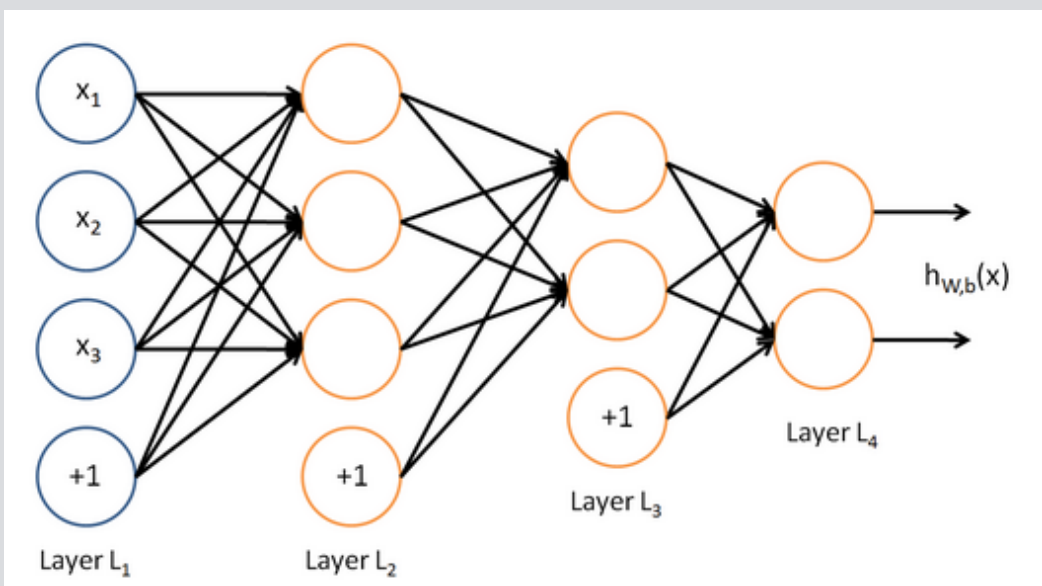 x₁
x₂
x₃
+1
Layer L₁
+1
Layer L₂
+1
Layer L₃
Layer L₄
h_W,b(x)